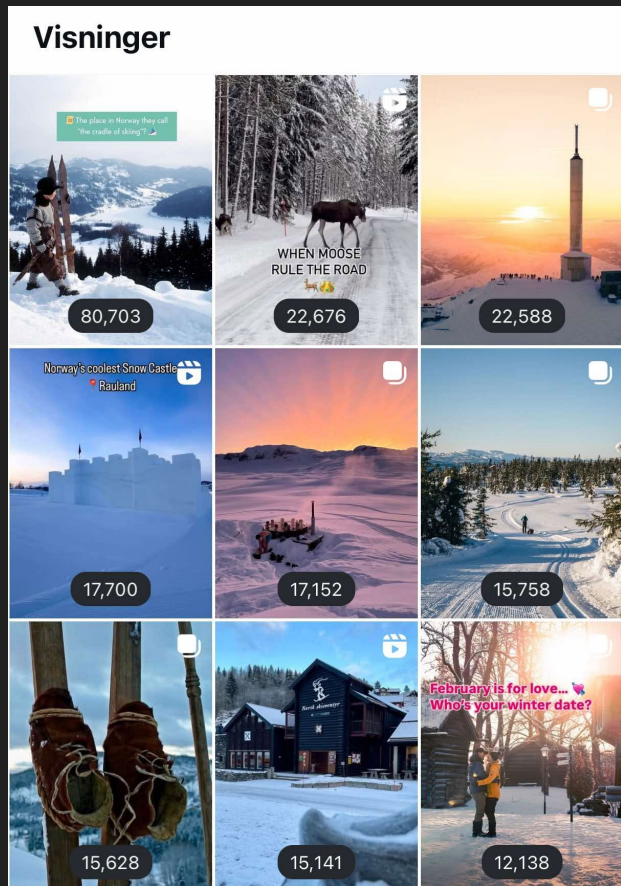 Visninger
🥇The place in Norway they call
"the cradle of skiing"?
80,703
WHEN MOOSE
RULE THE ROAD
22,676
22,588
Norway's coolest Snow Castle
📍Rauland
17,700
17,152
15,758
15,628
Norsk skieventyr
15,141
February is for love... 💘
Who's your winter date?
12,138